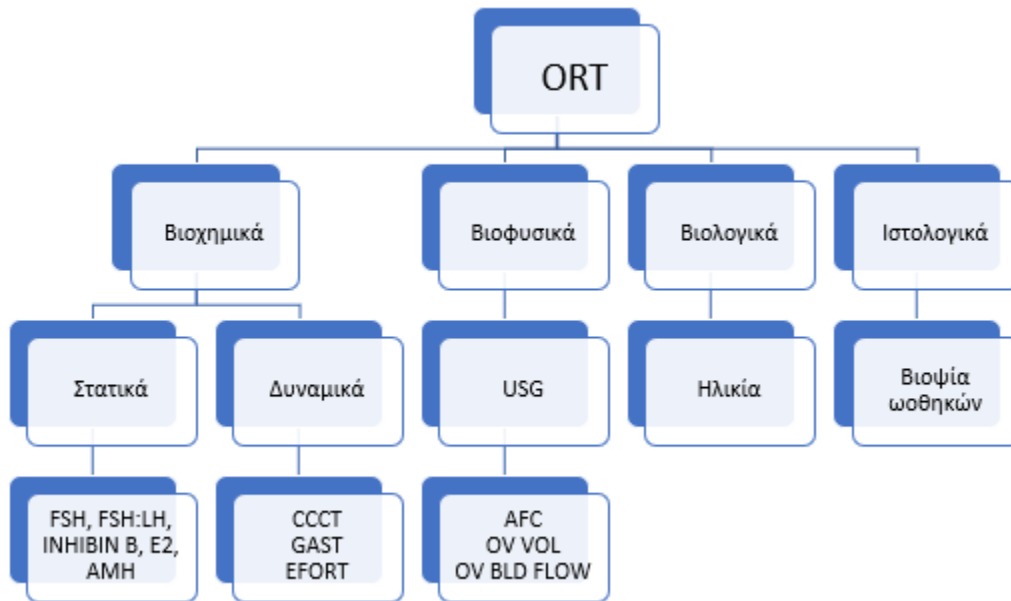 ORT
Βιοχημικά
Βιοφυσικά
Βιολογικά
Ιστολογικά
Στατικά
Δυναμικά
USG
Ηλικία
Βιοψία
ωοθηκών
FSH, FSH:LH,
INHIBIN B, E2,
AMH
CCCT
GAST
EFORT
AFC
OV VOL
OV BLD FLOW